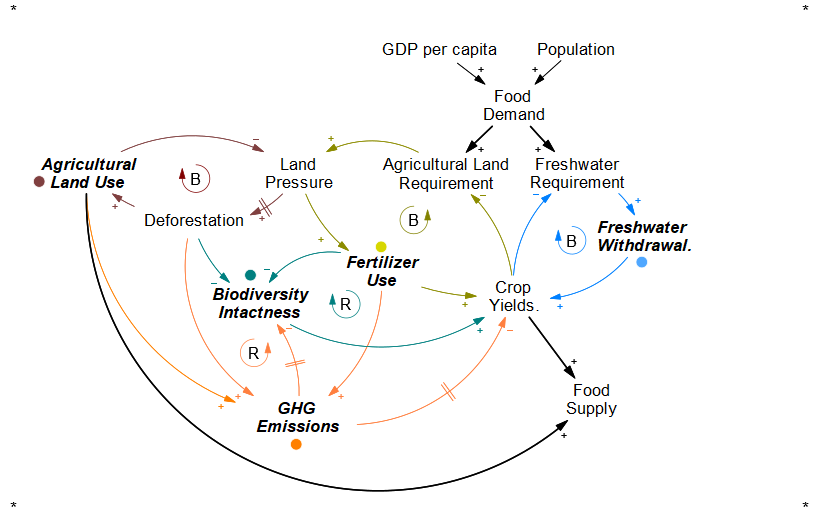 * *
GDP per capita Population
+ +
Food
Demand
+ +
− +
Agricultural
Land Use
Land
Pressure
Agricultural Land
Requirement
Freshwater
Requirement
B
− −
+ + +
Deforestation
B
Freshwater
Withdrawal.
B
+
− −
Fertilizer
Use
Biodiversity
Intactness
R
Crop
Yields.
+ +
+
− −
R
+
Food
Supply
+ + +
GHG
Emissions
+
* *